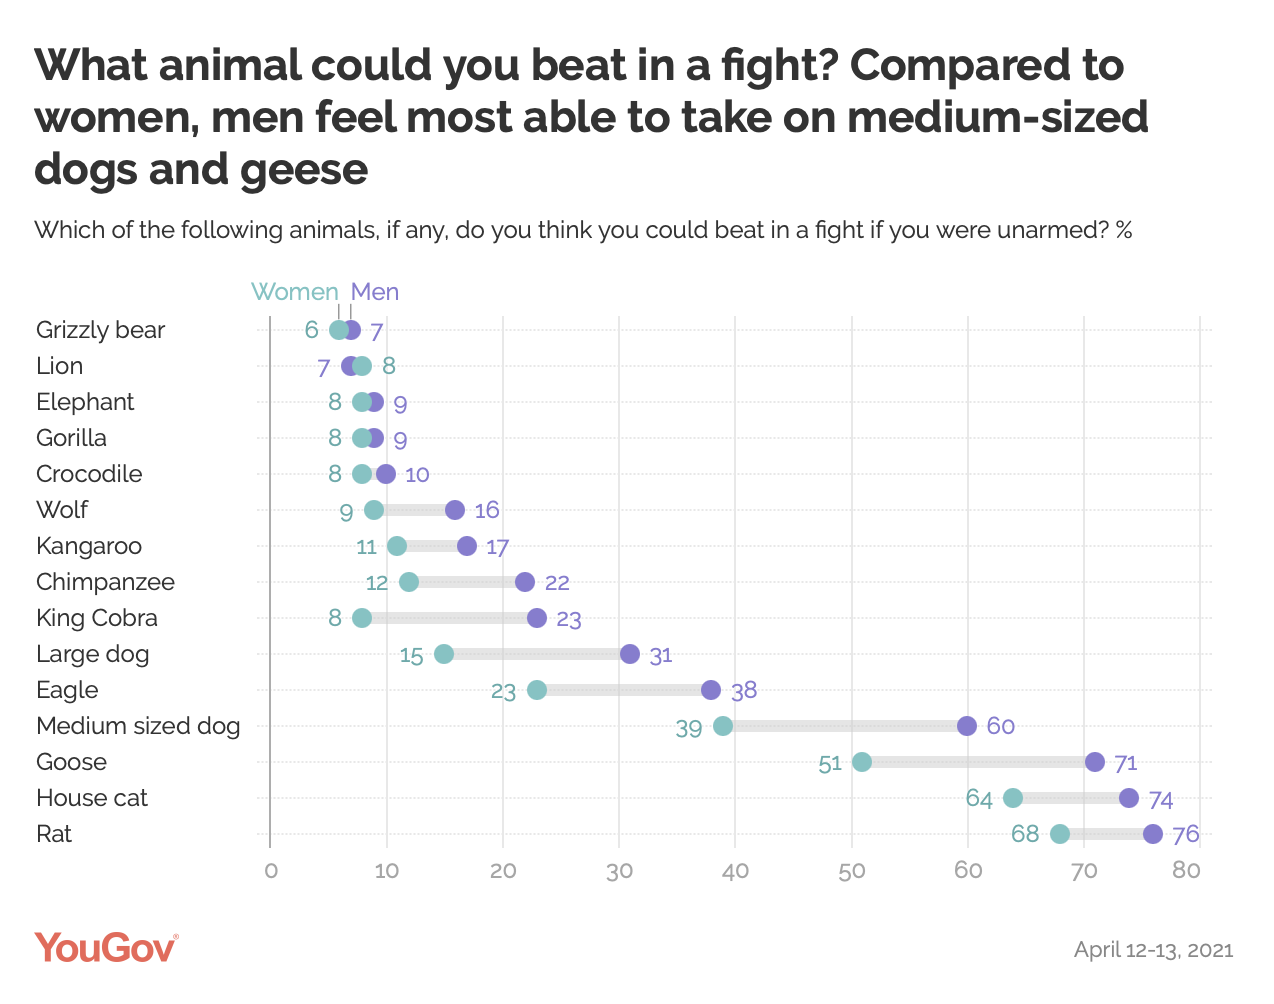 What animal could you beat in a fight? Compared to
women, men feel most able to take on medium-sized
dogs and geese
Which of the following animals, if any, do you think you could beat in a fight if you were unarmed? %
Women Men
Grizzly bear 6 7
Lion 7 8
Elephant 8 9
Gorilla 8 9
Crocodile 8 10
Wolf 9 16
Kangaroo 11 17
Chimpanzee 12 22
King Cobra 8 23
Large dog 15 31
Eagle 23 38
Medium sized dog 39 60
Goose 51 71
House cat 64 74
Rat 68 76
0 10 20 30 40 50 60 70 80
YouGov® April 12-13, 2021